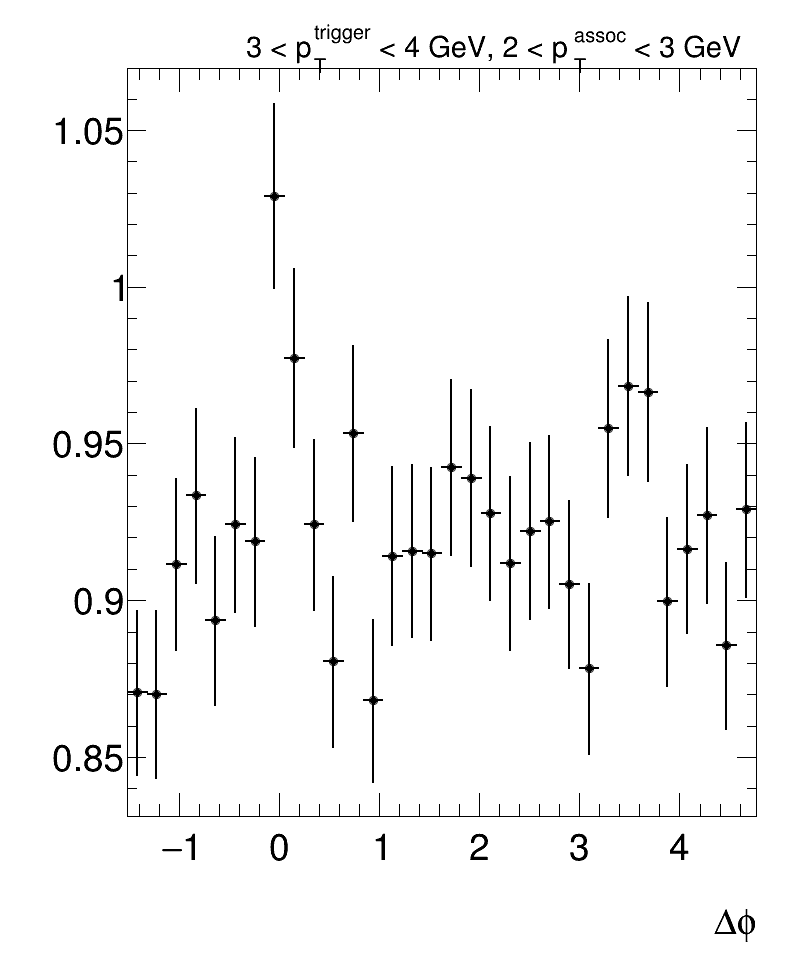 3 < p_T^trigger < 4 GeV, 2 < p_T^assoc < 3 GeV
1.05
1
0.95
0.9
0.85
−1 0 1 2 3 4
Δϕ